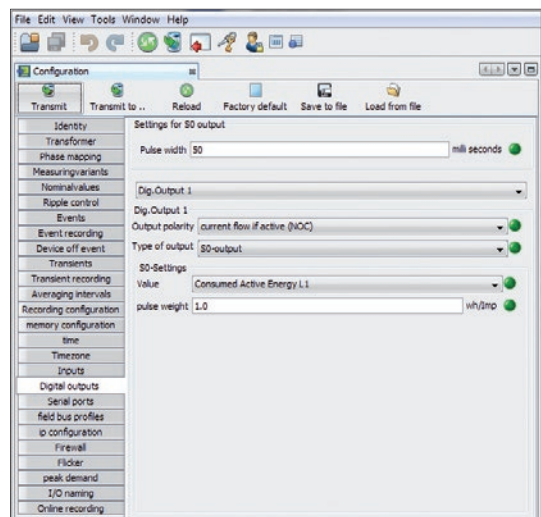 File Edit View Tools Window Help
Configuration
Transmit Transmit to .. Reload Factory default Save to file Load from file
Identity
Transformer
Phase mapping
Measuringvariants
Nominalvalues
Ripple control
Events
Event recording
Device off event
Transients
Transient recording
Averaging intervals
Recording configuration
memory configuration
time
Timezone
Inputs
Digital outputs
Serial ports
field bus profiles
ip configuration
Firewall
Flicker
peak demand
I/O naming
Online recording
Settings for S0 output
Pulse width 50 milli seconds
Dig.Output 1
Dig.Output 1
Output polarity current flow if active (NOC)
Type of output S0-output
S0-Settings
Value Consumed Active Energy L1
pulse weight 1.0 wh/Imp